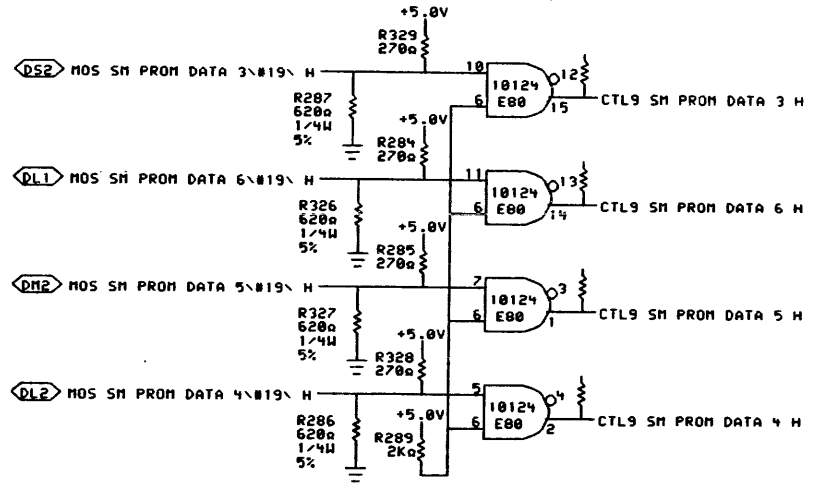 +5.0V
R329
270Ω
DS2 MOS SM PROM DATA 3\#19\ H
10
10124
E80
12
6
15
CTL9 SM PROM DATA 3 H
R287
620Ω
1/4W
5%
+5.0V
R284
270Ω
DL1 MOS SM PROM DATA 6\#19\ H
11
10124
E80
13
6
14
CTL9 SM PROM DATA 6 H
R326
620Ω
1/4W
5%
+5.0V
R285
270Ω
DM2 MOS SM PROM DATA 5\#19\ H
7
10124
E80
3
6
1
CTL9 SM PROM DATA 5 H
R327
620Ω
1/4W
5%
+5.0V
R328
270Ω
DL2 MOS SM PROM DATA 4\#19\ H
5
10124
E80
4
6
2
CTL9 SM PROM DATA 4 H
R286
620Ω
1/4W
5%
+5.0V
R289
2KΩ